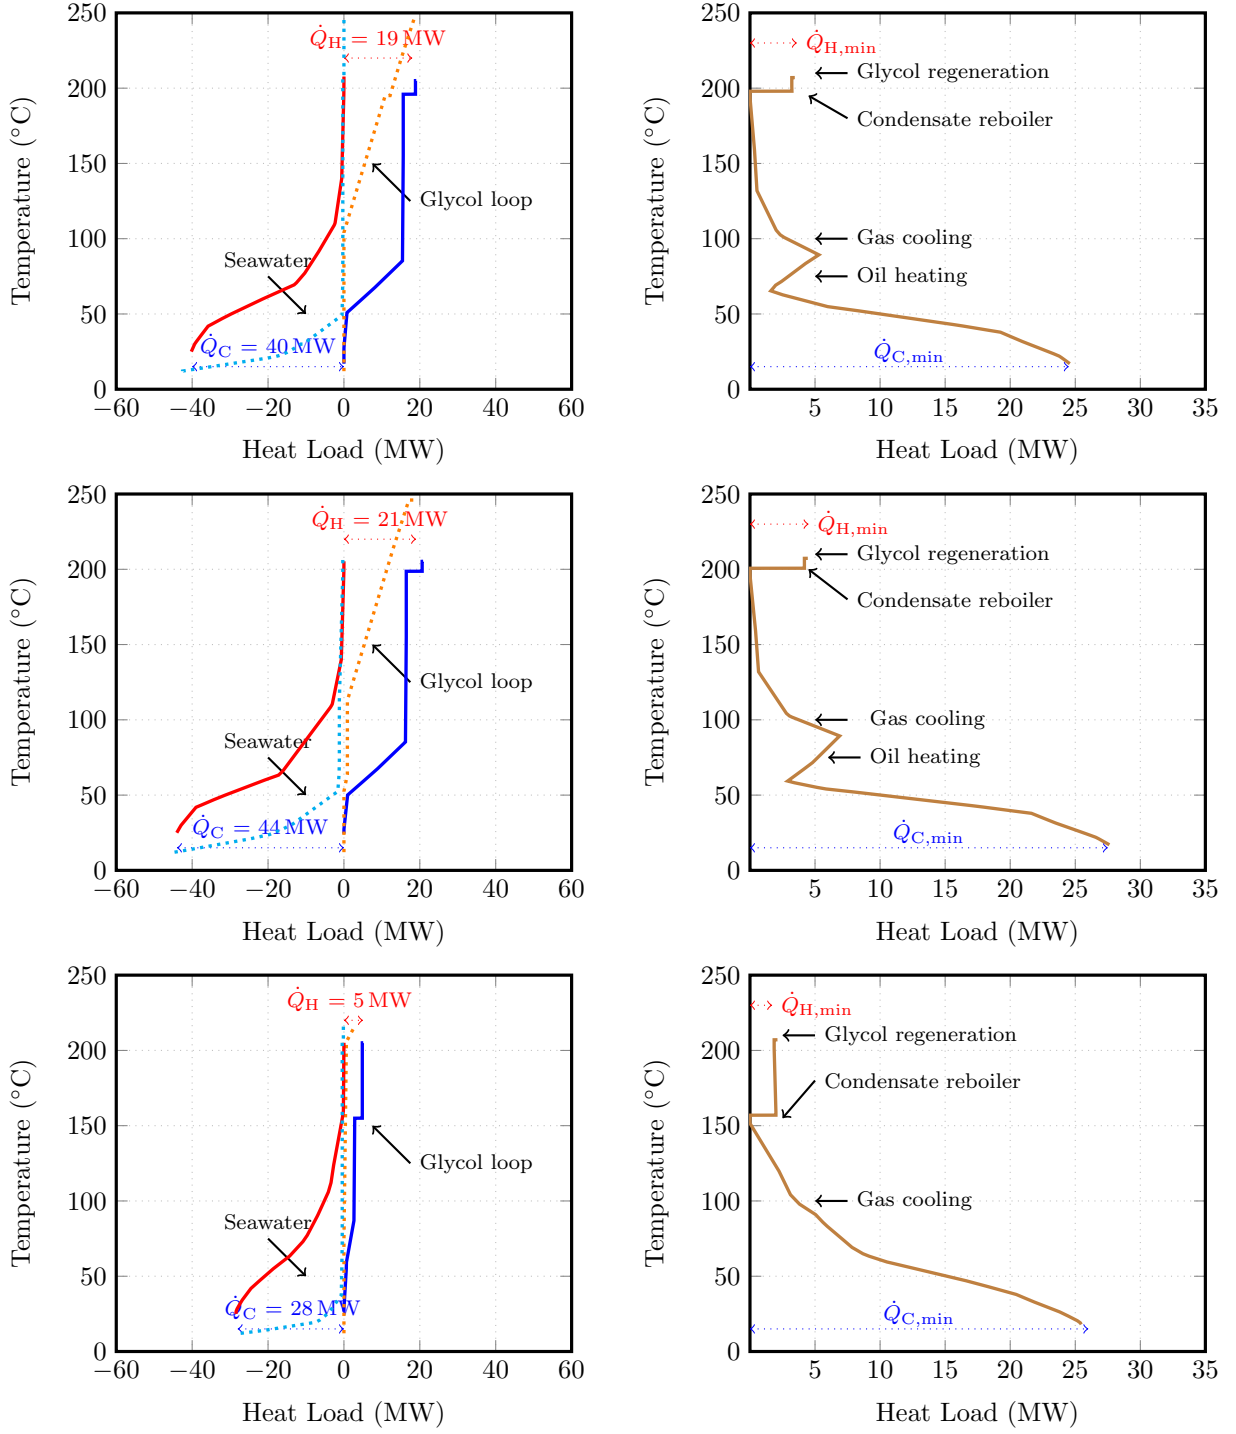 250
200
150
100
50
0
Temperature (°C)
Q̇H = 19 MW
Glycol loop
Seawater
Q̇C = 40 MW
−60 −40 −20 0 20 40 60
Heat Load (MW)
250
200
150
100
50
0
Temperature (°C)
Q̇H,min
Glycol regeneration
Condensate reboiler
Gas cooling
Oil heating
Q̇C,min
5 10 15 20 25 30 35
Heat Load (MW)
250
200
150
100
50
0
Temperature (°C)
Q̇H = 21 MW
Glycol loop
Seawater
Q̇C = 44 MW
−60 −40 −20 0 20 40 60
Heat Load (MW)
250
200
150
100
50
0
Temperature (°C)
Q̇H,min
Glycol regeneration
Condensate reboiler
Gas cooling
Oil heating
Q̇C,min
5 10 15 20 25 30 35
Heat Load (MW)
250
200
150
100
50
0
Temperature (°C)
Q̇H = 5 MW
Glycol loop
Seawater
Q̇C = 28 MW
−60 −40 −20 0 20 40 60
Heat Load (MW)
250
200
150
100
50
0
Temperature (°C)
Q̇H,min
Glycol regeneration
Condensate reboiler
Gas cooling
Q̇C,min
5 10 15 20 25 30 35
Heat Load (MW)